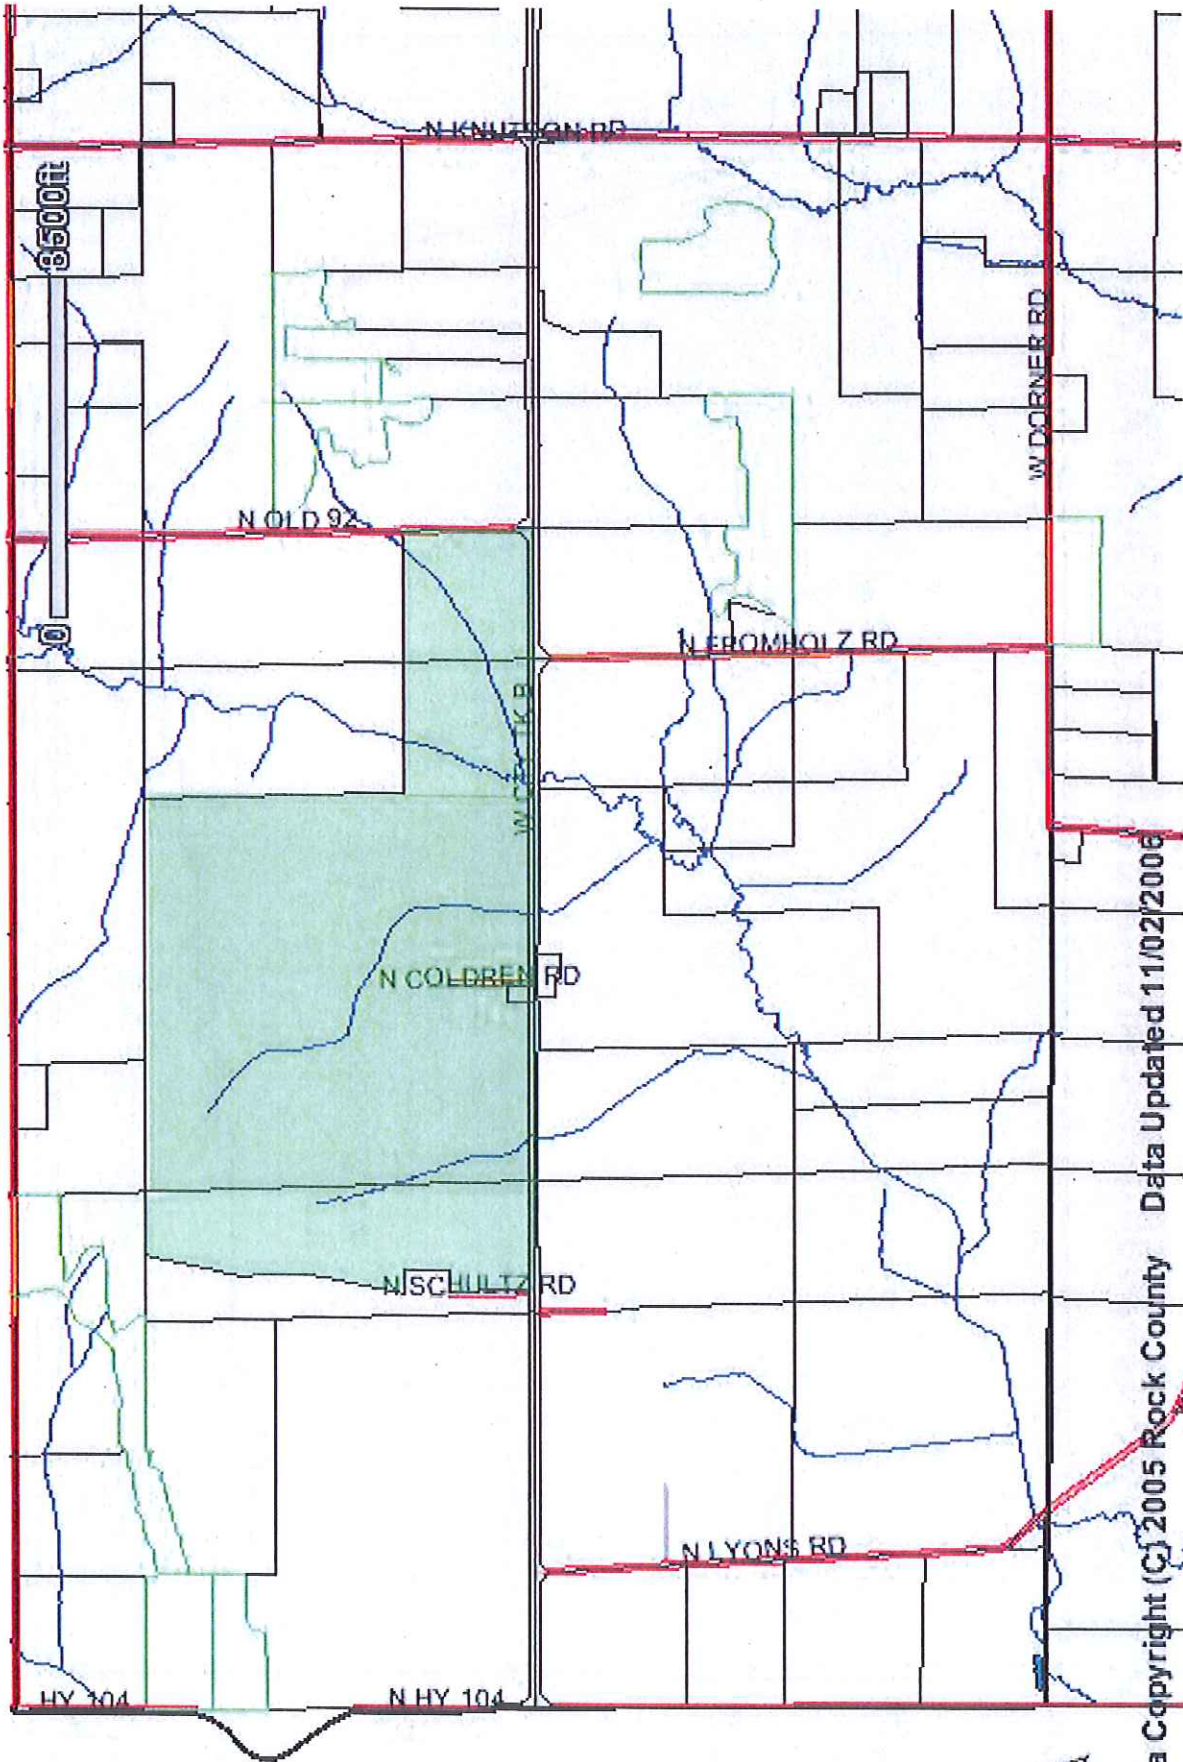 N KNUTSON RD
8500ft
W DORNER RD
N OLD 92
0
N FROMHOLZ RD
N COLDREN RD
N SCHULTZ RD
N LYONS RD
HY 104
N HY 104
Copyright (C) 2005 Rock County Data Updated 11/02/2006